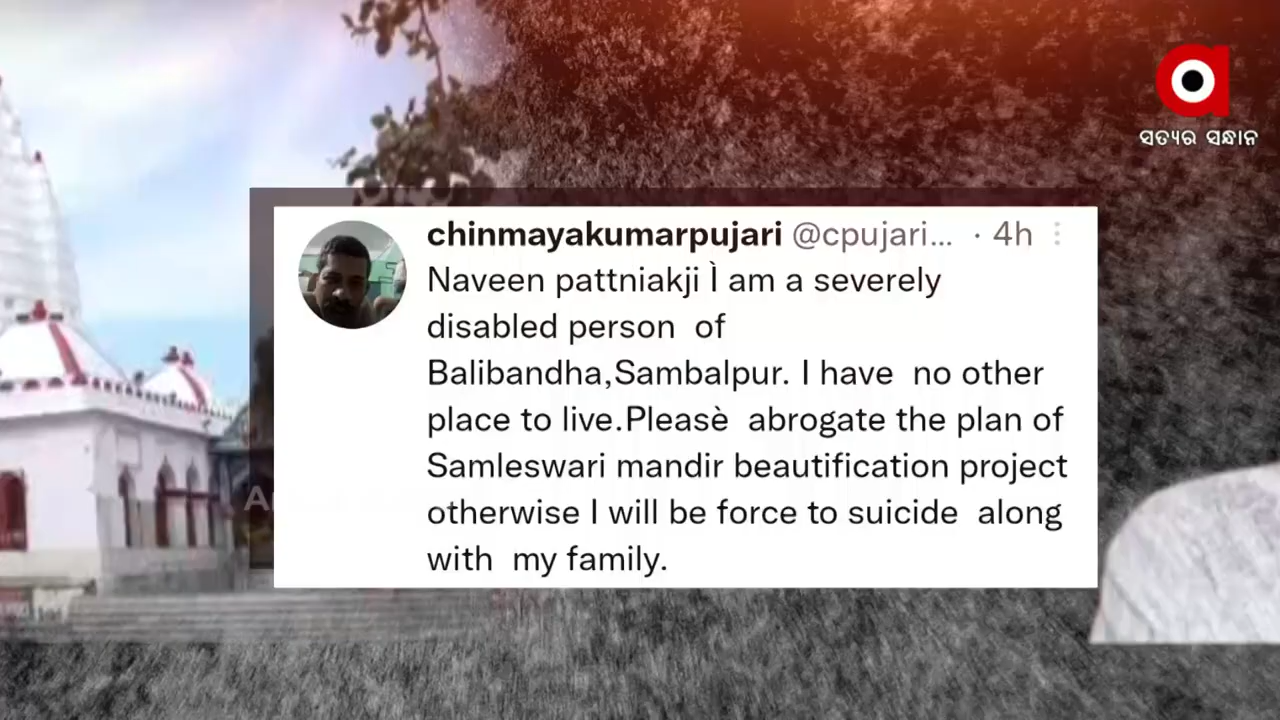 ସତ୍ୟର ସନ୍ଧାନ
chinmayakumarpujari @cpujari... · 4h
Naveen pattniakji Ì am a severely
disabled person of
Balibandha,Sambalpur. I have no other
place to live.Pleasè abrogate the plan of
Samleswari mandir beautification project
otherwise I will be force to suicide along
with my family.